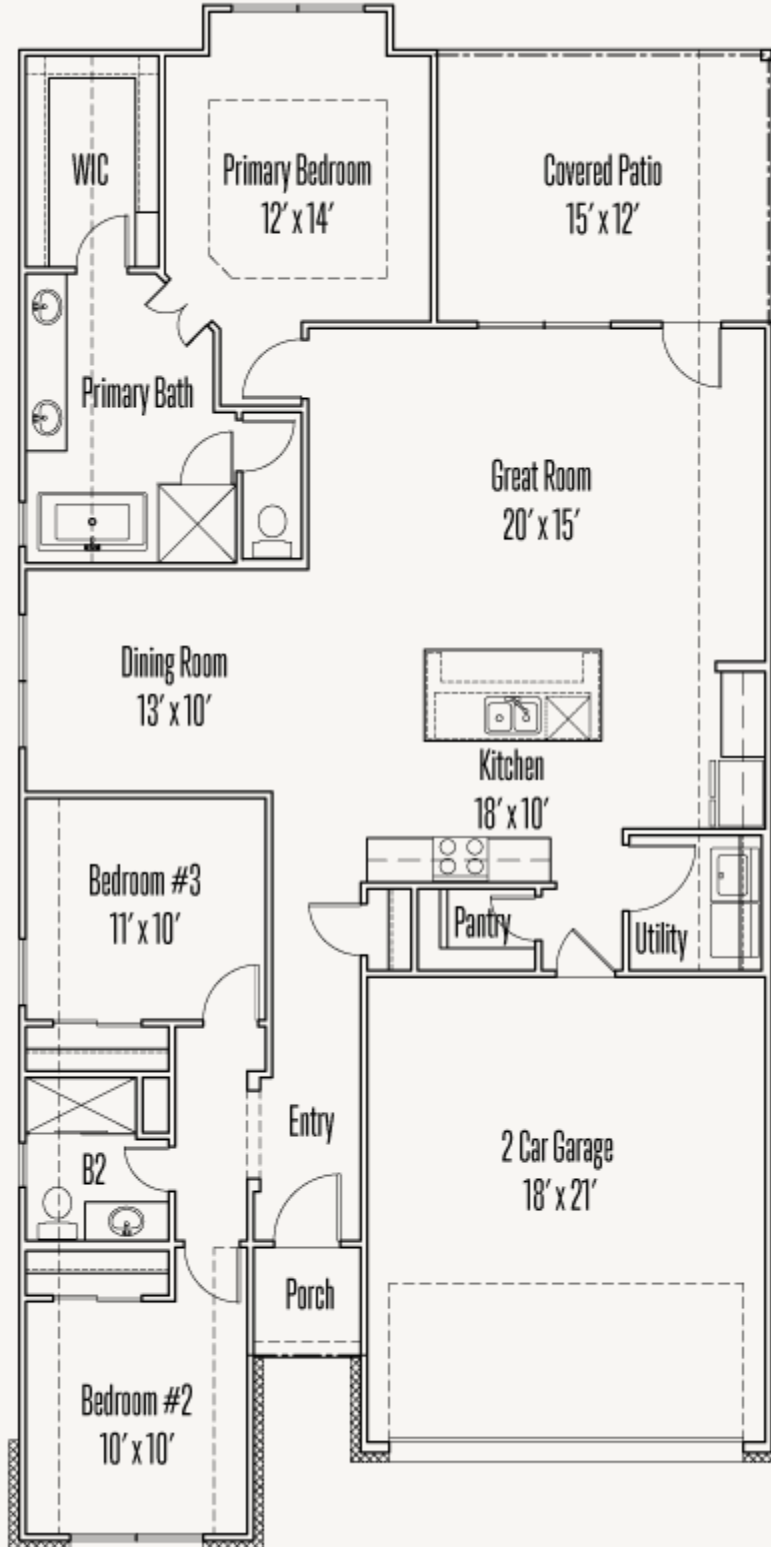 WIC
Primary Bedroom
12′ x 14′
Covered Patio
15′ x 12′
Primary Bath
Great Room
20′ x 15′
Dining Room
13′ x 10′
Kitchen
18′ x 10′
Bedroom #3
11′ x 10′
Pantry
Utility
Entry
2 Car Garage
18′ x 21′
B2
Porch
Bedroom #2
10′ x 10′